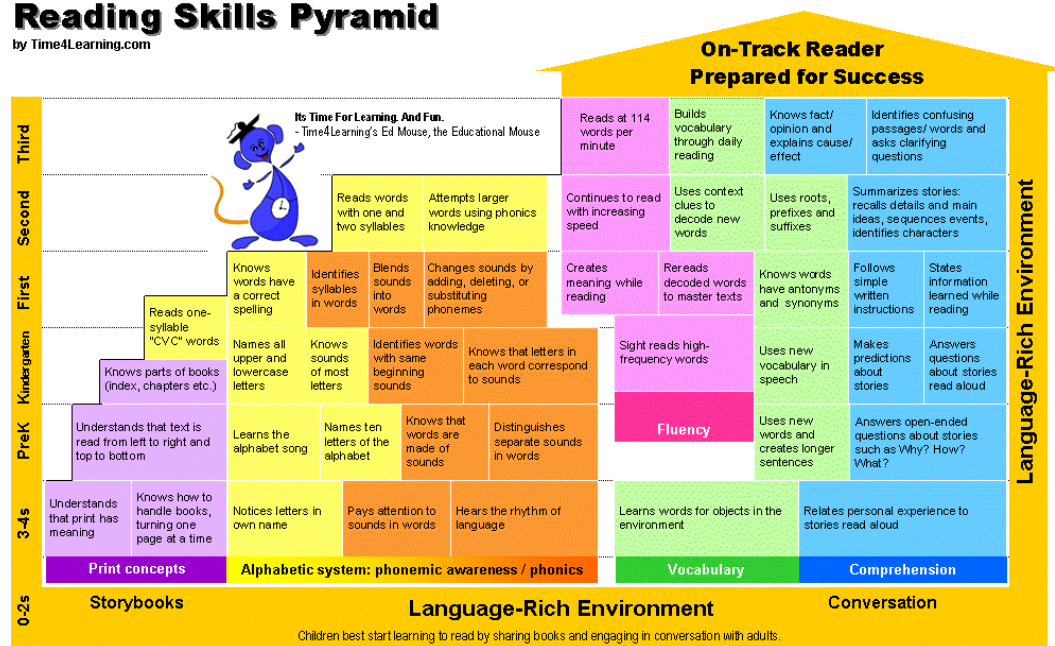 Reading Skills Pyramid
by Time4Learning.com
On-Track Reader
Prepared for Success
Its Time For Learning. And Fun.
- Time4Learning's Ed Mouse, the Educational Mouse
Third
Reads at 114
words per
minute
Builds
vocabulary
through daily
reading
Knows fact/
opinion and
explains cause/
effect
Identifies confusing
passages/ words and
asks clarifying
questions
Second
Reads words
with one and
two syllables
Attempts larger
words using phonics
knowledge
Continues to read
with increasing
speed
Uses context
clues to
decode new
words
Uses roots,
prefixes and
suffixes
Summarizes stories:
recalls details and main
ideas, sequences events,
identifies characters
First
Reads one-
syllable
"CVC" words
Knows
words have
a correct
spelling
Identifies
syllables
in words
Blends
sounds
into
words
Changes sounds by
adding, deleting, or
substituting
phonemes
Creates
meaning while
reading
Rereads
decoded words
to master texts
Knows words
have antonyms
and synonyms
Follows
simple
written
instructions
States
information
learned while
reading
Kindergarten
Knows parts of books
(index, chapters etc.)
Names all
upper and
lowercase
letters
Knows
sounds
of most
letters
Identifies words
with same
beginning
sounds
Knows that letters in
each word correspond
to sounds
Sight reads high-
frequency words
Uses new
vocabulary in
speech
Makes
predictions
about
stories
Answers
questions
about stories
read aloud
PreK
Understands that text is
read from left to right and
top to bottom
Learns the
alphabet song
Names ten
letters of the
alphabet
Knows that
words are
made of
sounds
Distinguishes
separate sounds
in words
Fluency
Uses new
words and
creates longer
sentences
Answers open-ended
questions about stories
such as Why? How?
What?
3-4s
Understands
that print has
meaning
Knows how to
handle books,
turning one
page at a time
Notices letters in
own name
Pays attention to
sounds in words
Hears the rhythm of
language
Learns words for objects in the
environment
Relates personal experience to
stories read aloud
Print concepts
Alphabetic system: phonemic awareness / phonics
Vocabulary
Comprehension
Language-Rich Environment
0-2s
Storybooks
Language-Rich Environment
Conversation
Children best start learning to read by sharing books and engaging in conversation with adults.